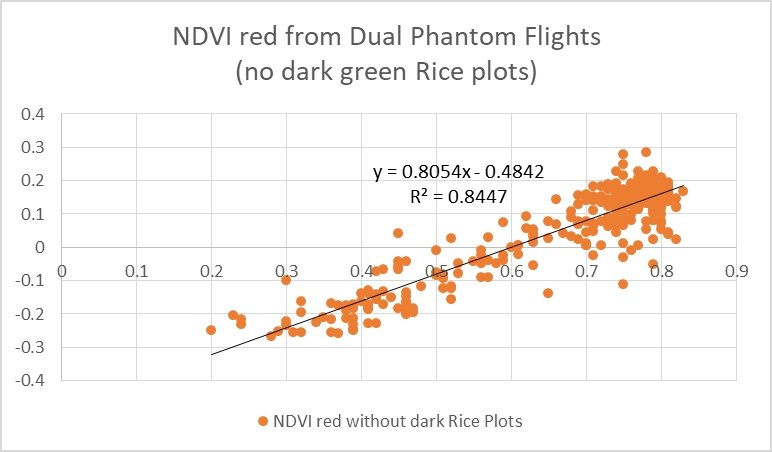 NDVI red from Dual Phantom Flights
(no dark green Rice plots)
0.4
0.3
0.2
0.1
0
-0.1
-0.2
-0.3
-0.4
y = 0.8054x - 0.4842
R² = 0.8447
0 0.1 0.2 0.3 0.4 0.5 0.6 0.7 0.8 0.9
NDVI red without dark Rice Plots